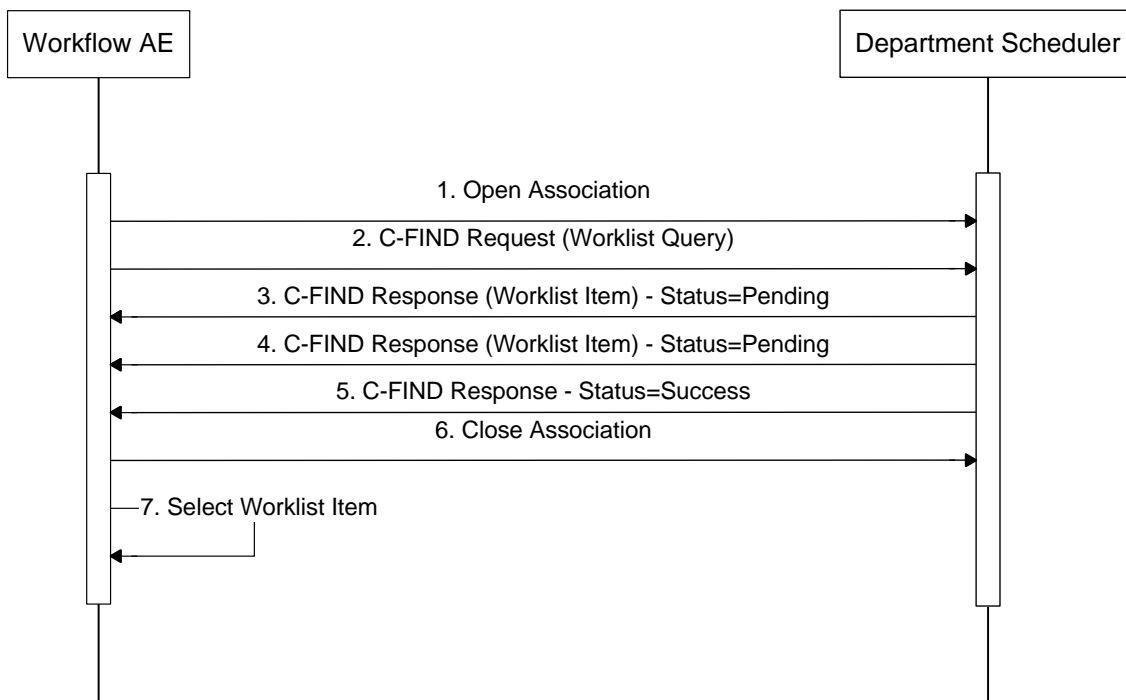 Workflow AE
Department Scheduler
1. Open Association
2. C-FIND Request (Worklist Query)
3. C-FIND Response (Worklist Item) - Status=Pending
4. C-FIND Response (Worklist Item) - Status=Pending
5. C-FIND Response - Status=Success
6. Close Association
7. Select Worklist Item